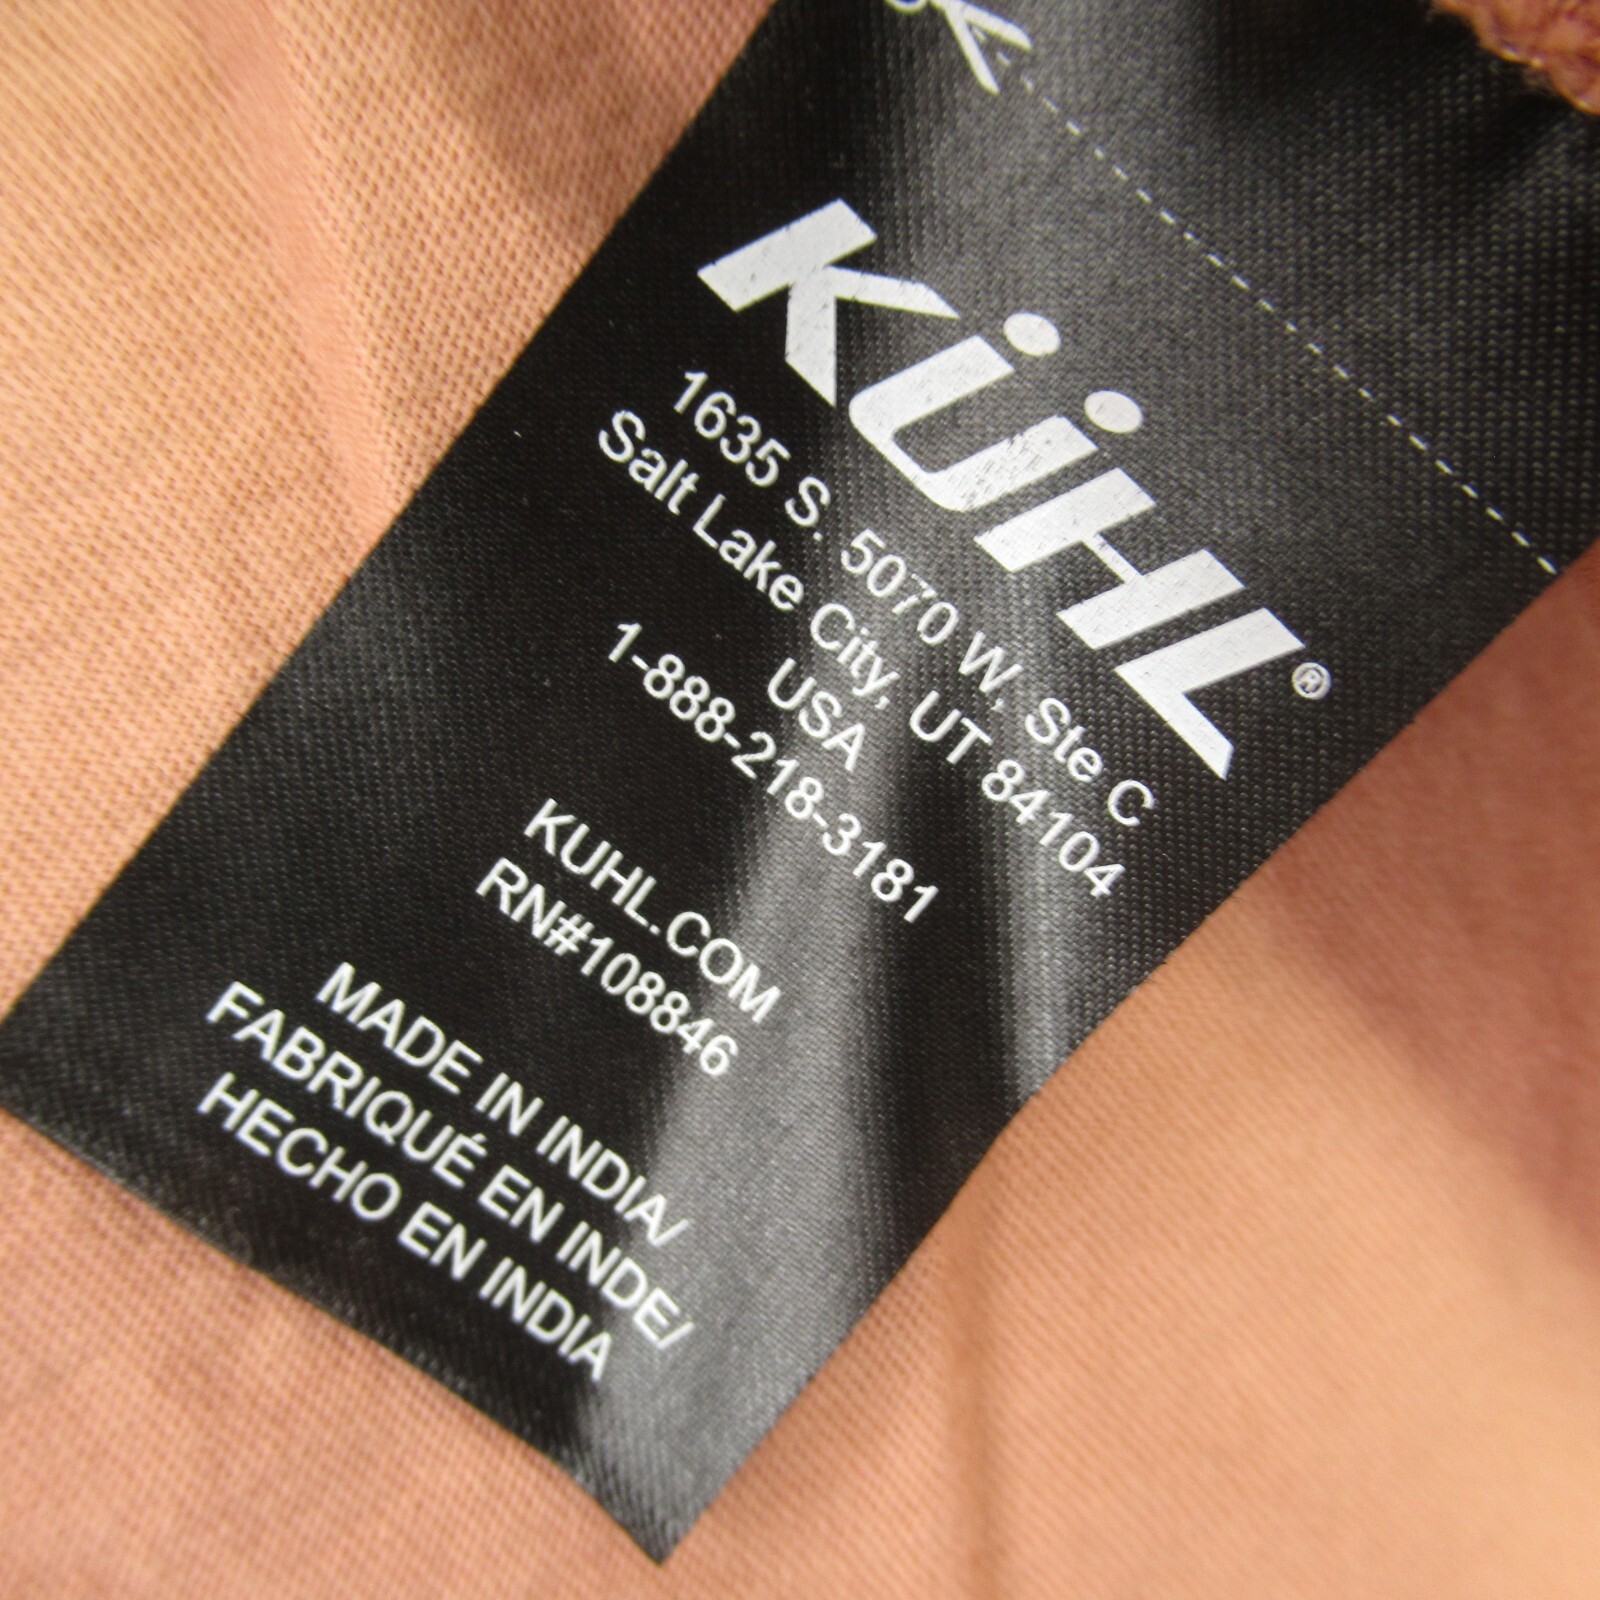 KÜHL®
1635 S. 5070 W, Ste C
Salt Lake City, UT 84104
USA
1-888-218-3181
KUHL.COM
RN#108846
MADE IN INDIA/
FABRIQUÉ EN INDE/
HECHO EN INDIA